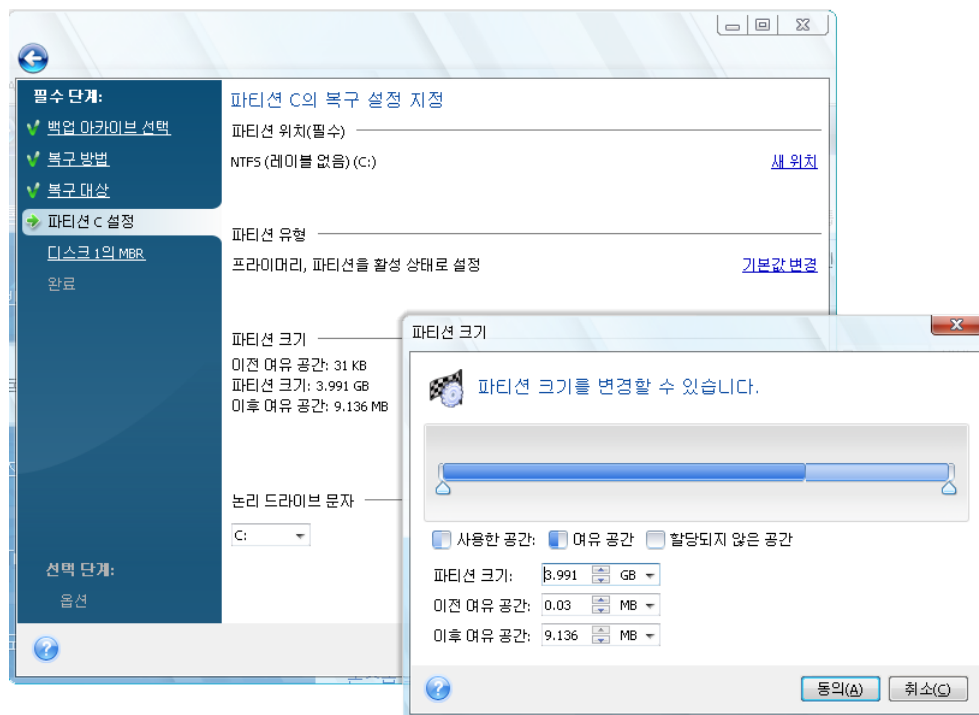 필수 단계:
백업 아카이브 선택
복구 방법
복구 대상
파티션 C 설정
디스크 1의 MBR
완료
선택 단계:
옵션
파티션 C의 복구 설정 지정
파티션 위치(필수)
NTFS (레이블 없음) (C:)
새 위치
파티션 유형
프라이머리, 파티션을 활성 상태로 설정
기본값 변경
파티션 크기
이전 여유 공간: 31 KB
파티션 크기: 3.991 GB
이후 여유 공간: 9.136 MB
논리 드라이브 문자
C:
파티션 크기
파티션 크기를 변경할 수 있습니다.
사용한 공간: 여유 공간 할당되지 않은 공간
파티션 크기: 3.991 GB
이전 여유 공간: 0.03 MB
이후 여유 공간: 9.136 MB
동의(A) 취소(C)